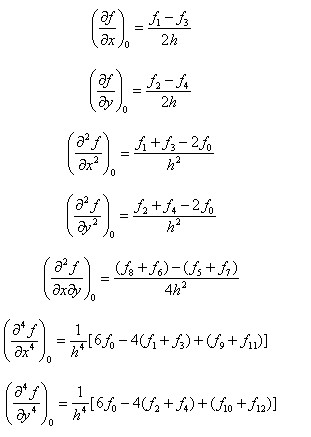 (∂f/∂x)₀ = (f₁ − f₃)/2h
(∂f/∂y)₀ = (f₂ − f₄)/2h
(∂²f/∂x²)₀ = (f₁ + f₃ − 2f₀)/h²
(∂²f/∂y²)₀ = (f₂ + f₄ − 2f₀)/h²
(∂²f/∂x∂y)₀ = ((f₈ + f₆) − (f₅ + f₇))/4h²
(∂⁴f/∂x⁴)₀ = 1/h⁴[6f₀ − 4(f₁ + f₃) + (f₉ + f₁₁)]
(∂⁴f/∂y⁴)₀ = 1/h⁴[6f₀ − 4(f₂ + f₄) + (f₁₀ + f₁₂)]